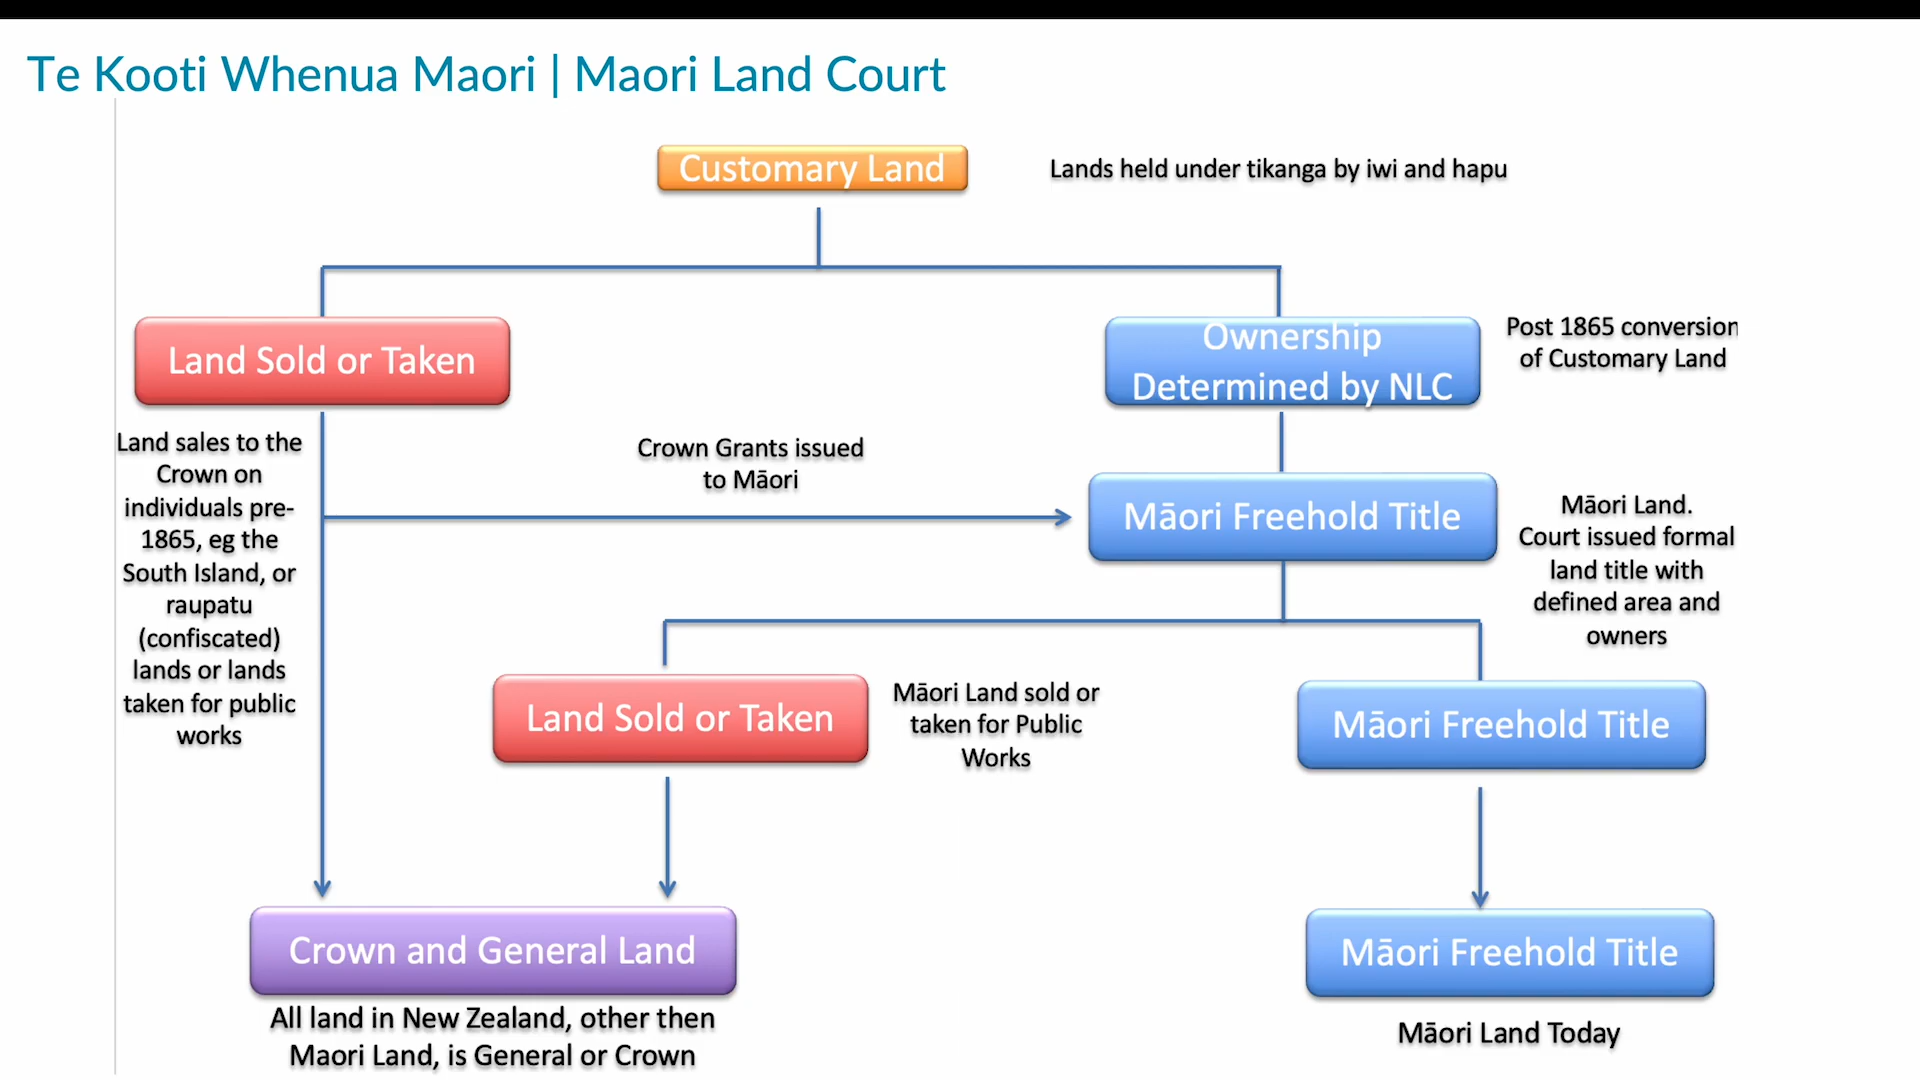 Te Kooti Whenua Maori | Maori Land Court
Customary Land
Lands held under tikanga by iwi and hapu
Land Sold or Taken
Ownership
Determined by NLC
Post 1865 conversion
of Customary Land
Land sales to the
Crown on
individuals pre-
1865, eg the
South Island, or
raupatu
(confiscated)
lands or lands
taken for public
works
Crown Grants issued
to Māori
Māori Freehold Title
Māori Land.
Court issued formal
land title with
defined area and
owners
Land Sold or Taken
Māori Land sold or
taken for Public
Works
Māori Freehold Title
Crown and General Land
All land in New Zealand, other then
Maori Land, is General or Crown
Māori Freehold Title
Māori Land Today